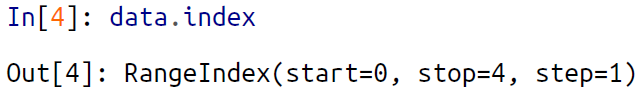 In[4]: data.index
Out[4]: RangeIndex(start=0, stop=4, step=1)